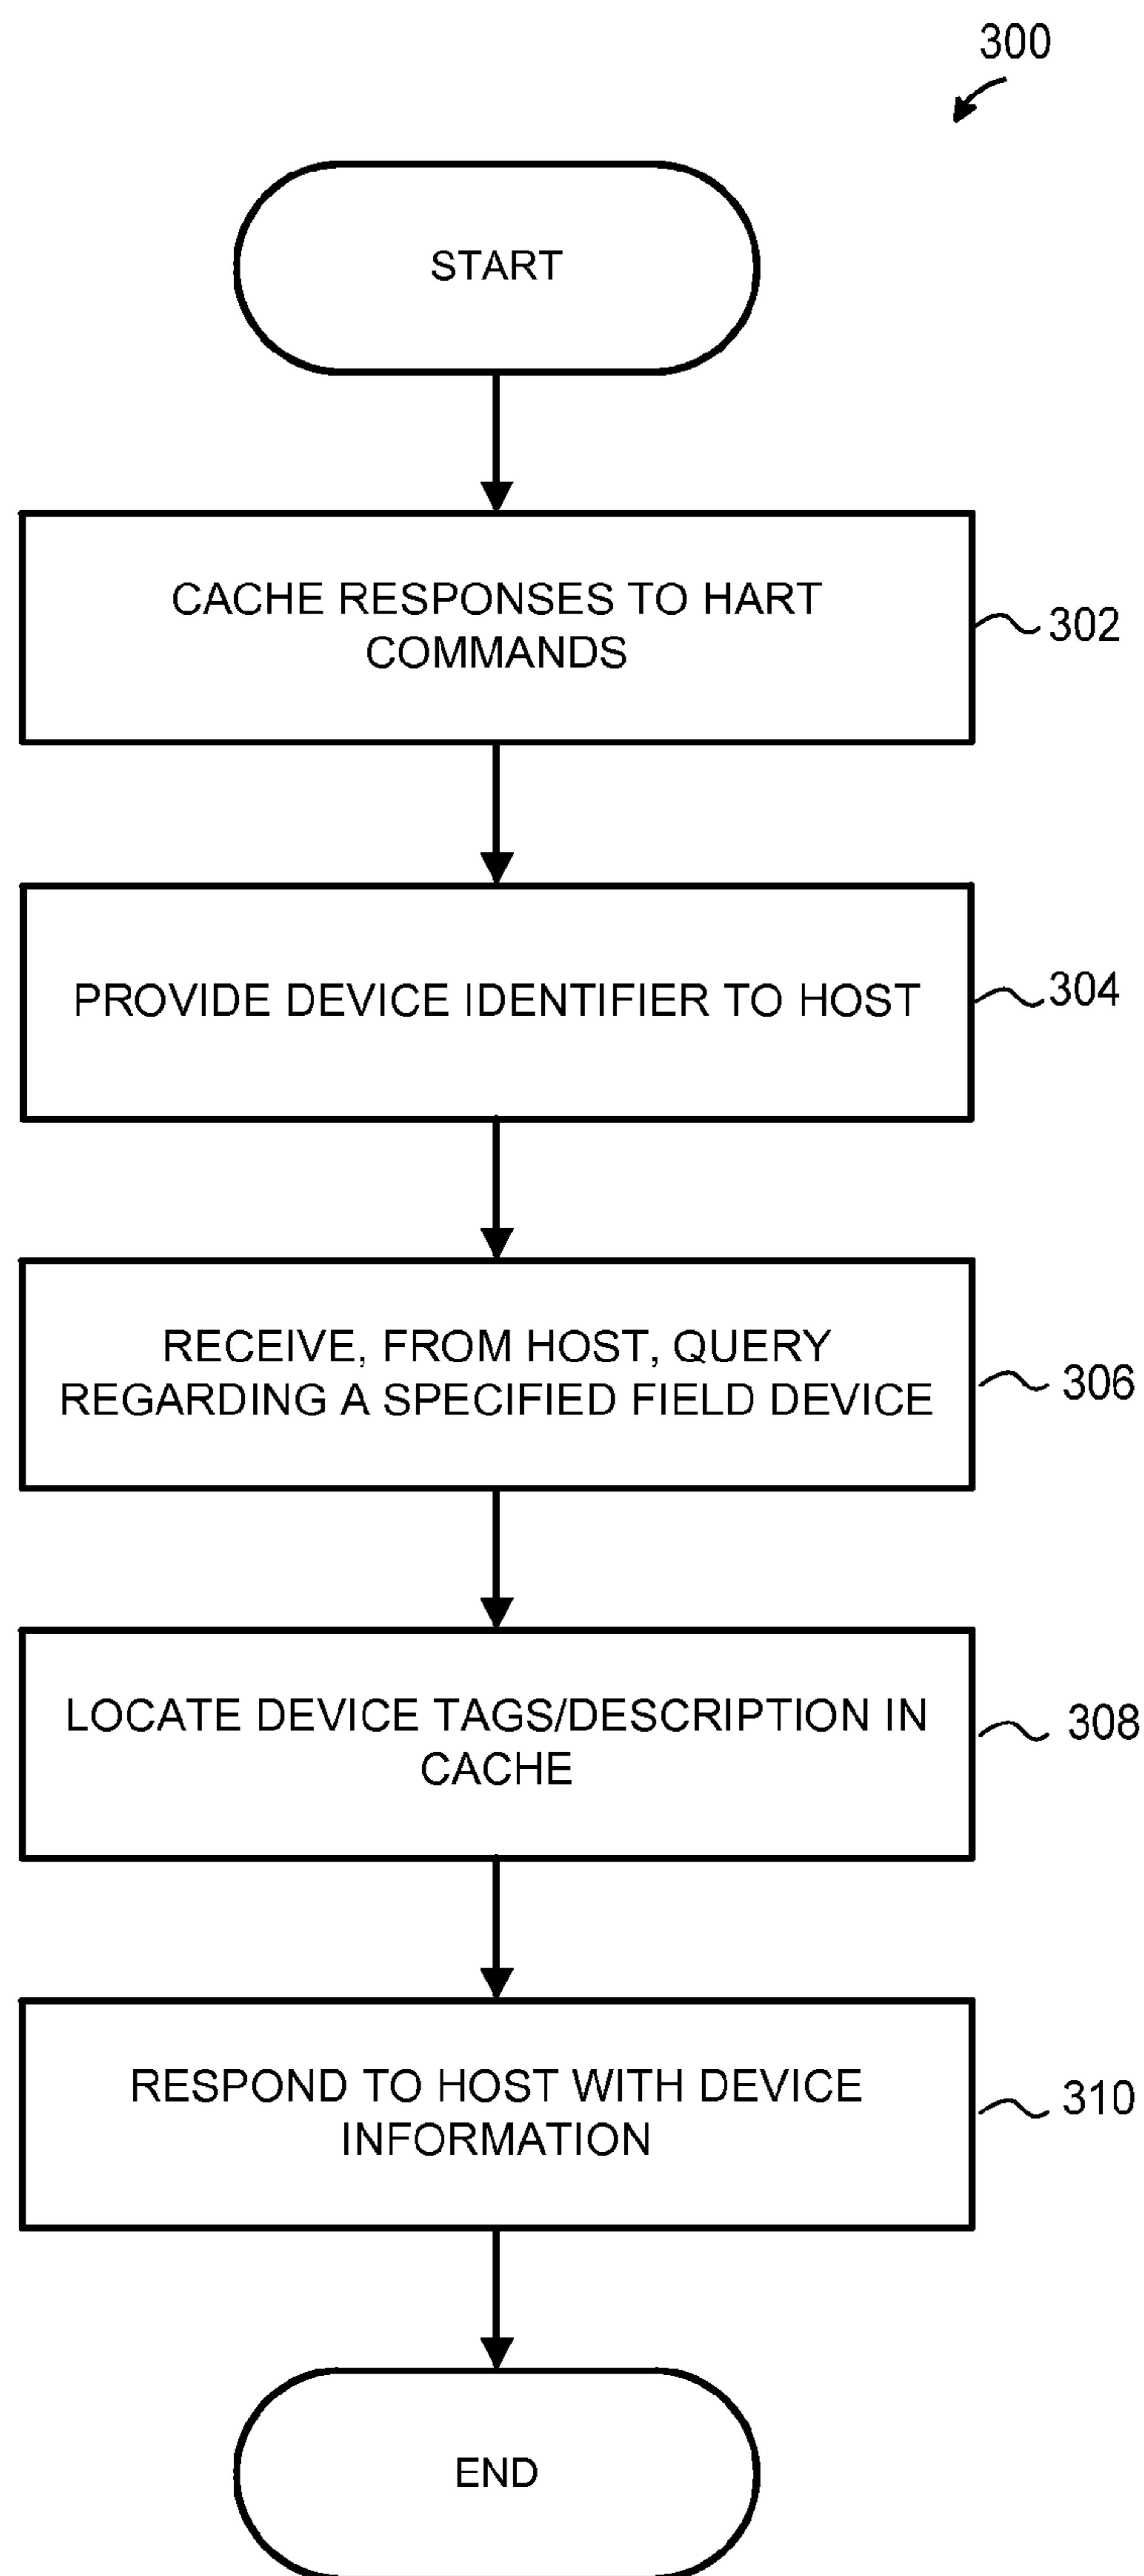 300
START
CACHE RESPONSES TO HART
COMMANDS
302
PROVIDE DEVICE IDENTIFIER TO HOST
304
RECEIVE, FROM HOST, QUERY
REGARDING A SPECIFIED FIELD DEVICE
306
LOCATE DEVICE TAGS/DESCRIPTION IN
CACHE
308
RESPOND TO HOST WITH DEVICE
INFORMATION
310
END